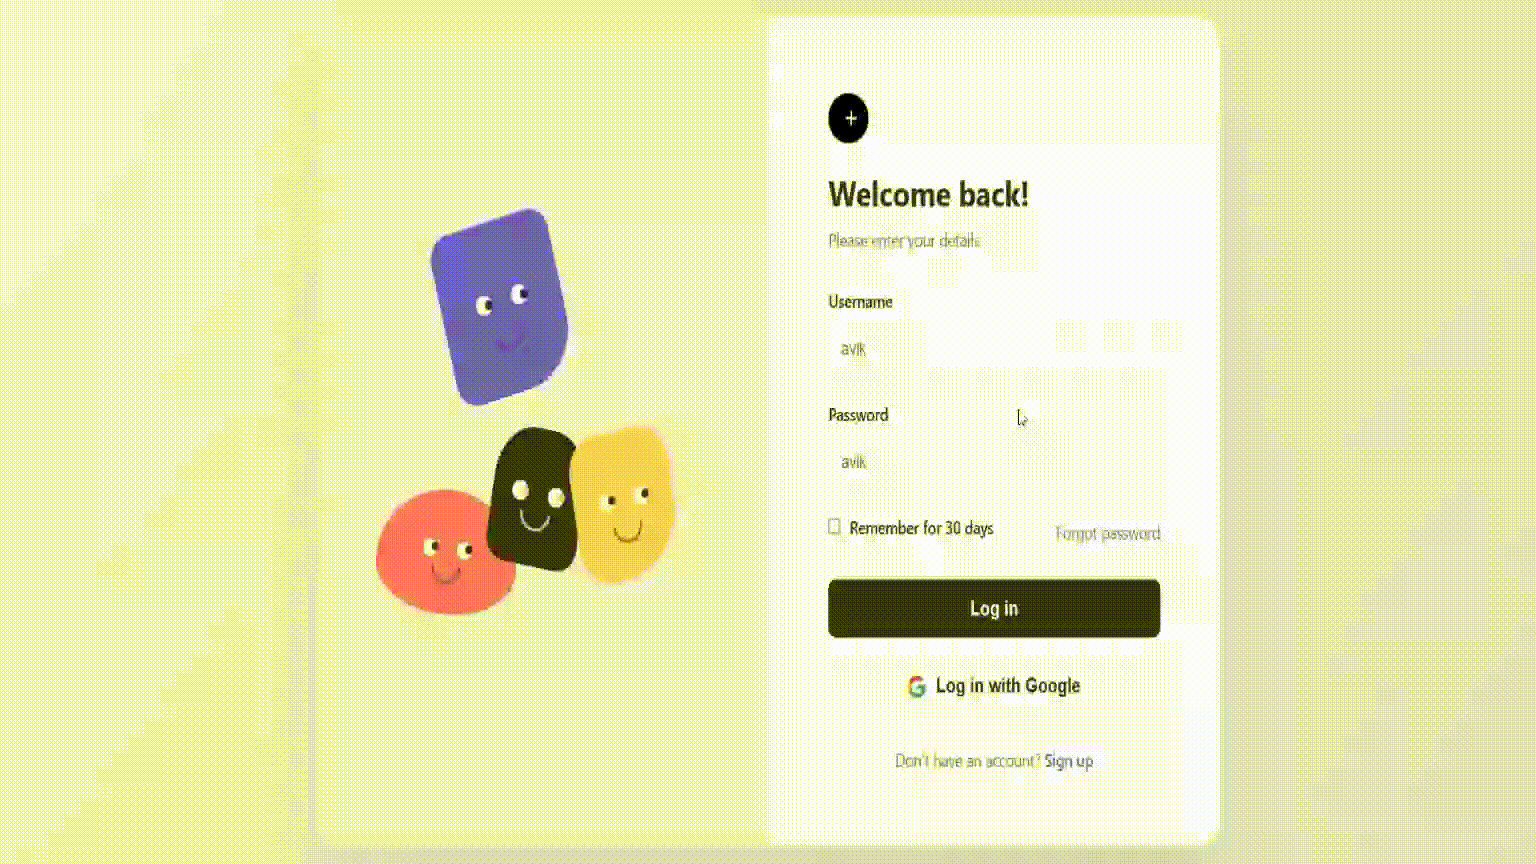 +
Welcome back!
Please enter your details
Username
avik
Password
avik
Remember for 30 days
Forgot password
Log in
Log in with Google
Don't have an account? Sign up